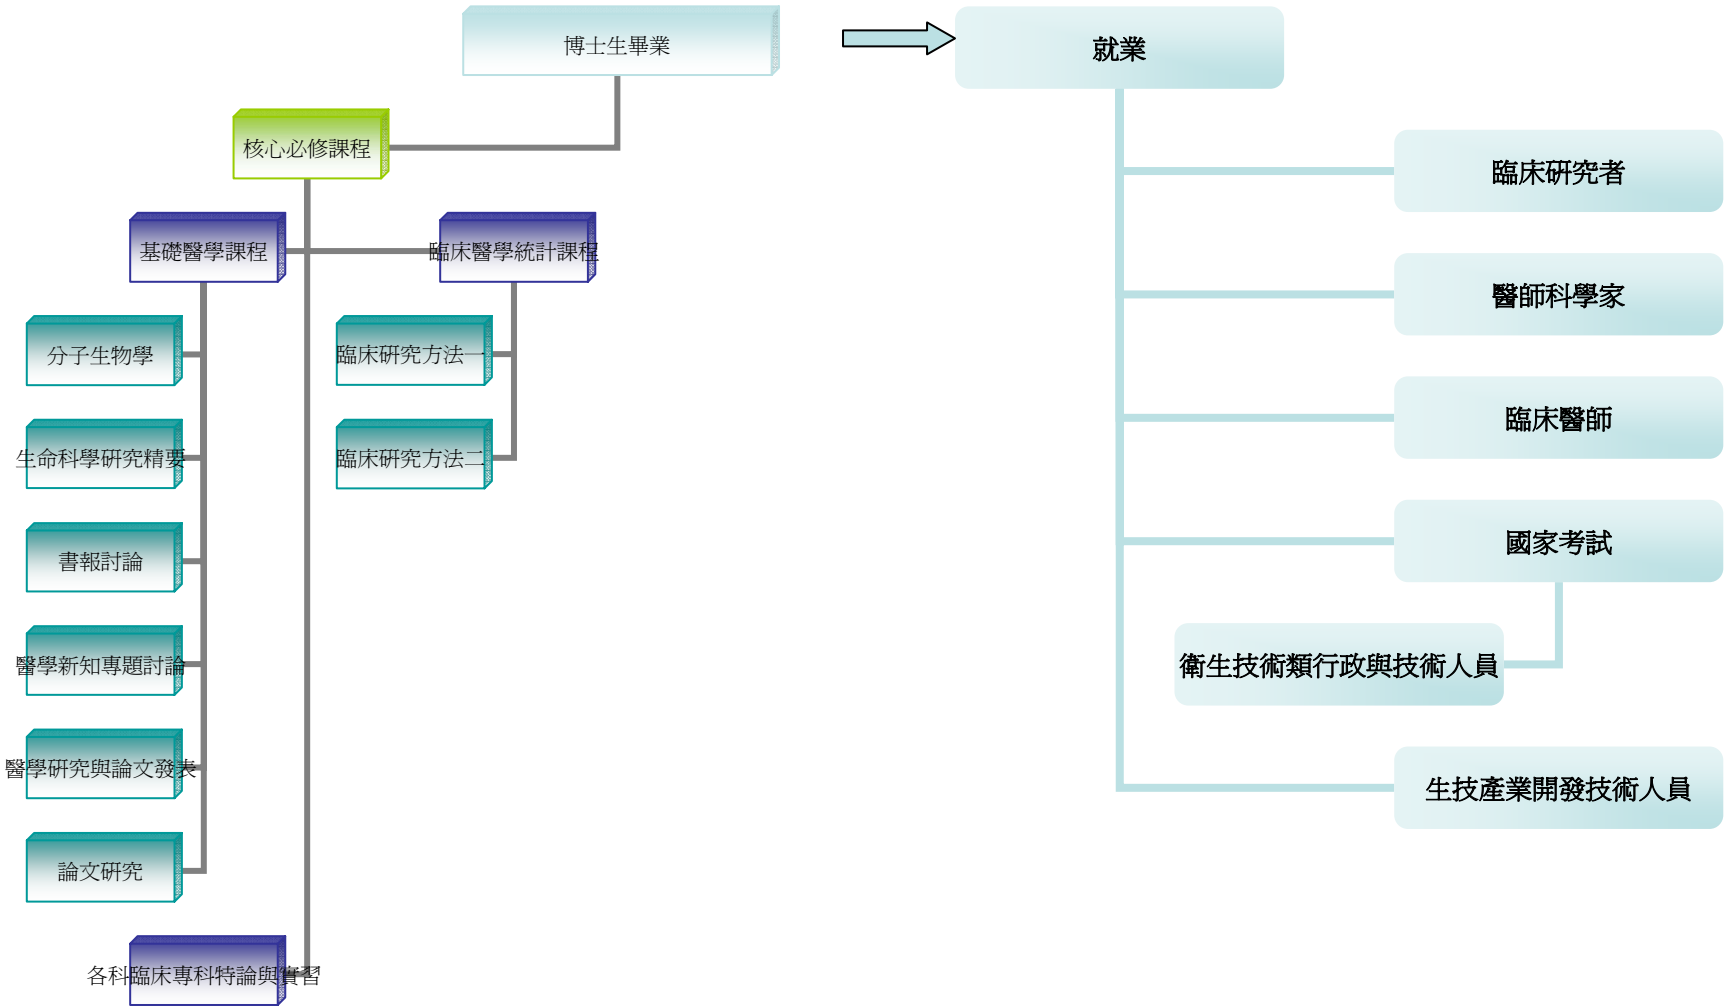 博士生畢業
核心必修課程
基礎醫學課程
臨床醫學統計課程
分子生物學
臨床研究方法一
生命科學研究精要
臨床研究方法二
書報討論
醫學新知專題討論
醫學研究與論文發表
論文研究
各科臨床專科特論與實習
就業
臨床研究者
醫師科學家
臨床醫師
國家考試
衛生技術類行政與技術人員
生技產業開發技術人員